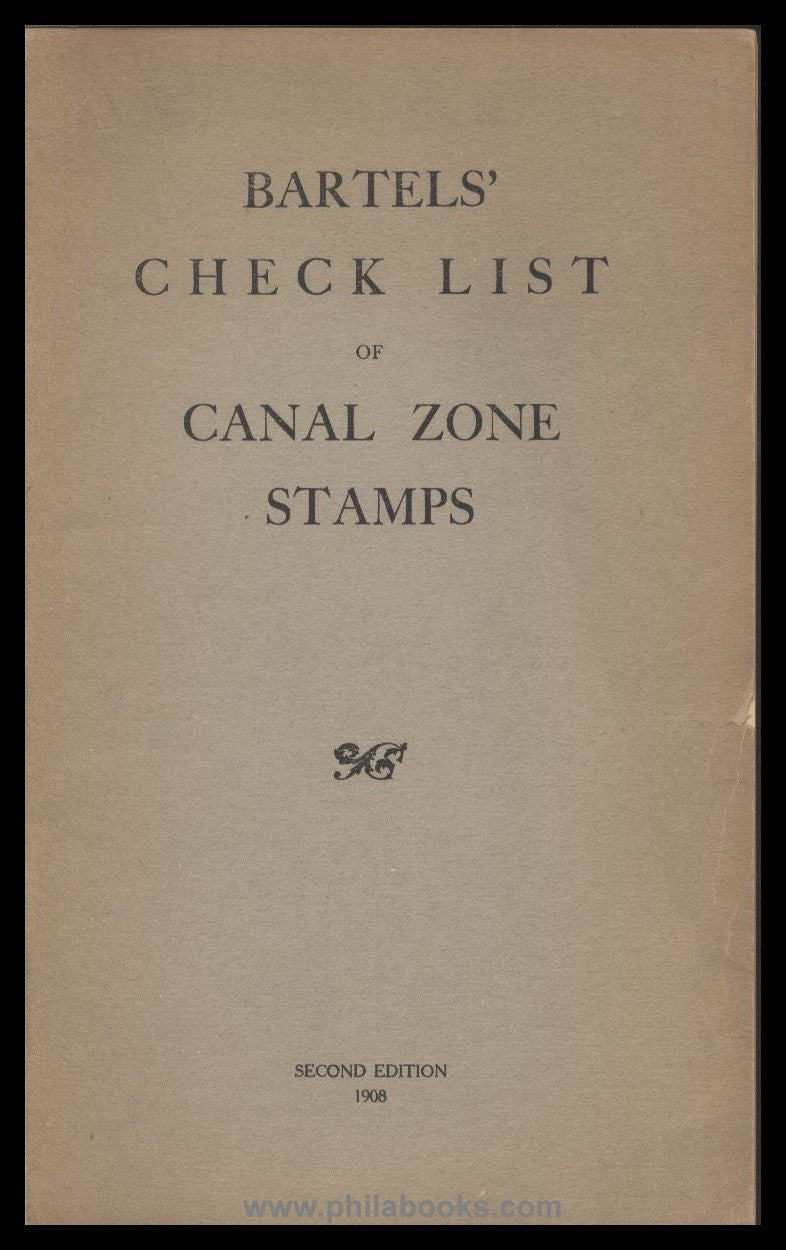 BARTELS’
CHECK LIST
OF
CANAL ZONE
STAMPS
SECOND EDITION
1908
www.philabooks.com